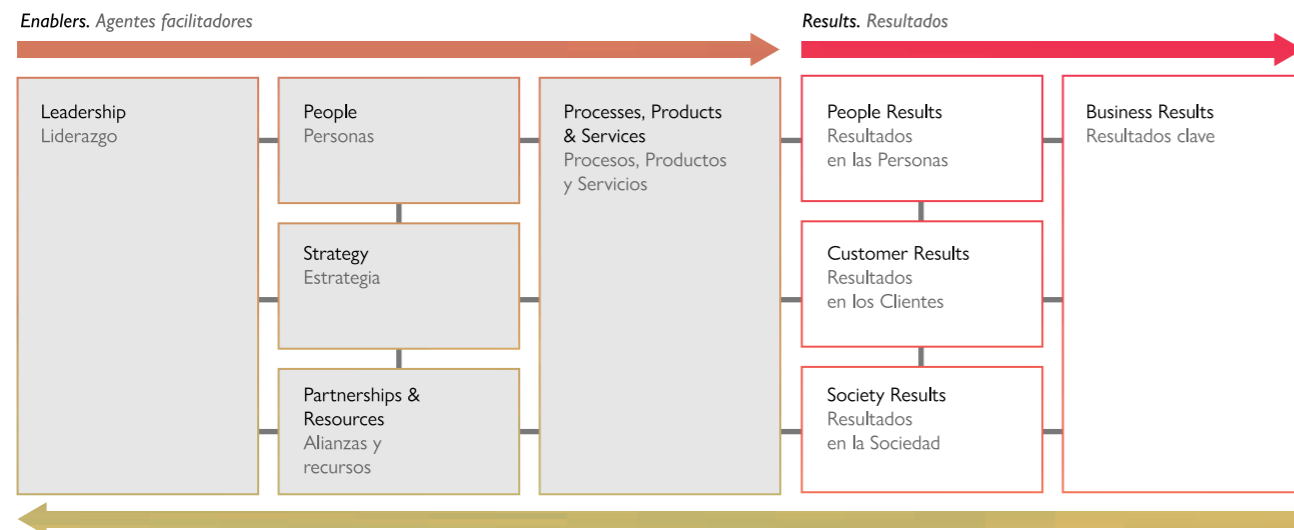 Enablers. Agentes facilitadores
Results. Resultados
Leadership
Liderazgo
People
Personas
Strategy
Estrategia
Partnerships &
Resources
Alianzas y
recursos
Processes, Products
& Services
Procesos, Productos
y Servicios
People Results
Resultados
en las Personas
Customer Results
Resultados
en los Clientes
Society Results
Resultados
en la Sociedad
Business Results
Resultados clave